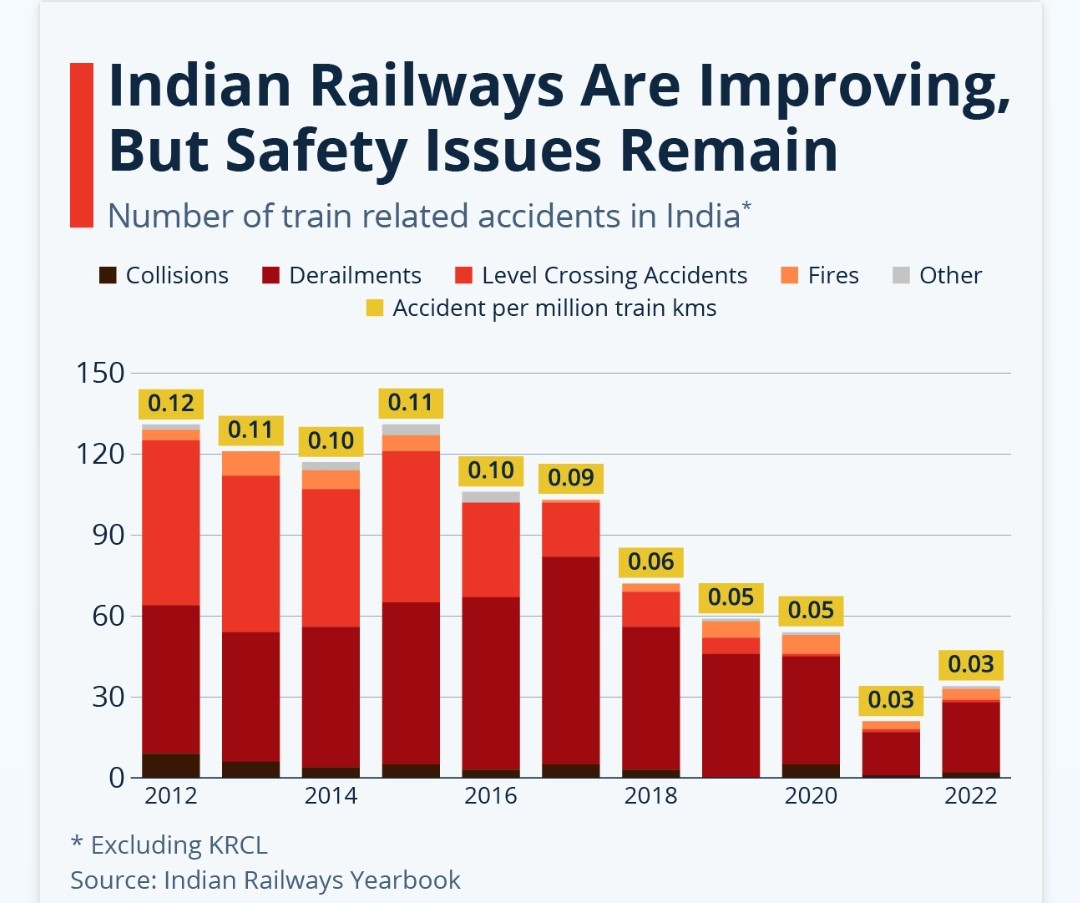 Indian Railways Are Improving,
But Safety Issues Remain
Number of train related accidents in India*
Collisions Derailments Level Crossing Accidents Fires Other
Accident per million train kms
150
120
90
60
30
0
0.12
0.11
0.10
0.11
0.10
0.09
0.06
0.05
0.05
0.03
0.03
2012 2014 2016 2018 2020 2022
* Excluding KRCL
Source: Indian Railways Yearbook